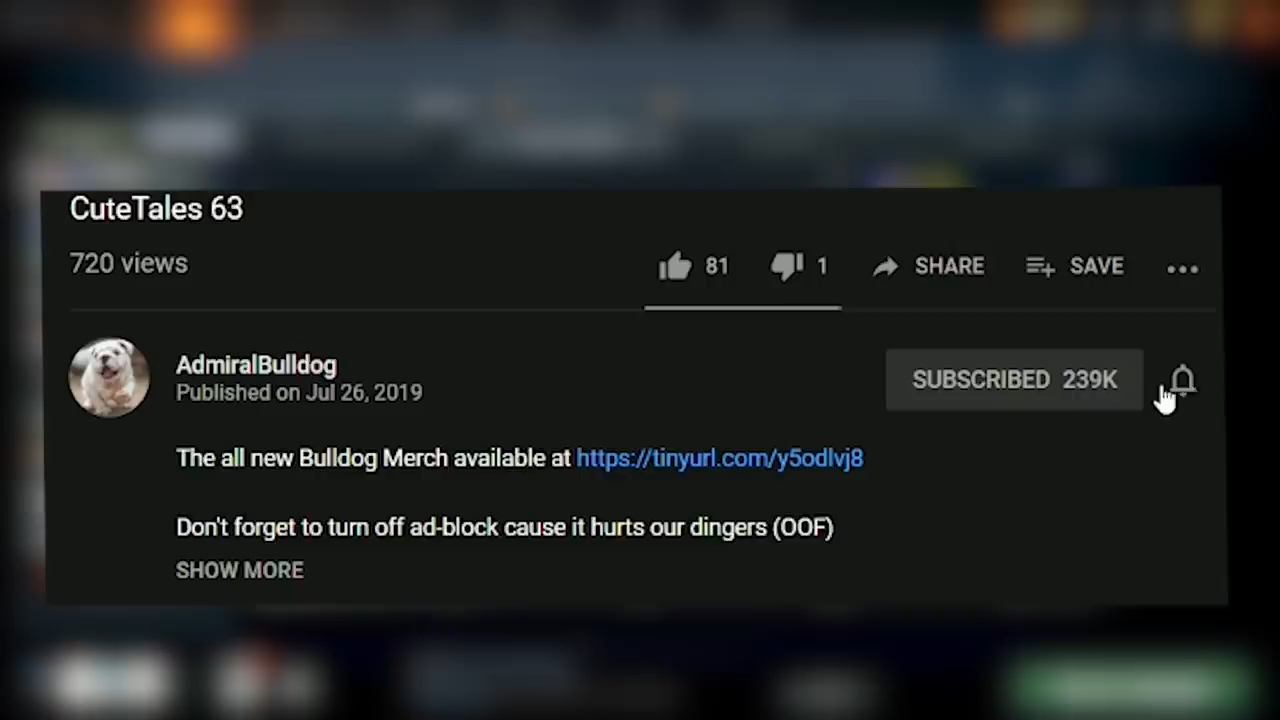 CuteTales 63
720 views
81
1
SHARE
SAVE
AdmiralBulldog
Published on Jul 26, 2019
SUBSCRIBED 239K
The all new Bulldog Merch available at https://tinyurl.com/y5odlvj8
Don't forget to turn off ad-block cause it hurts our dingers (OOF)
SHOW MORE